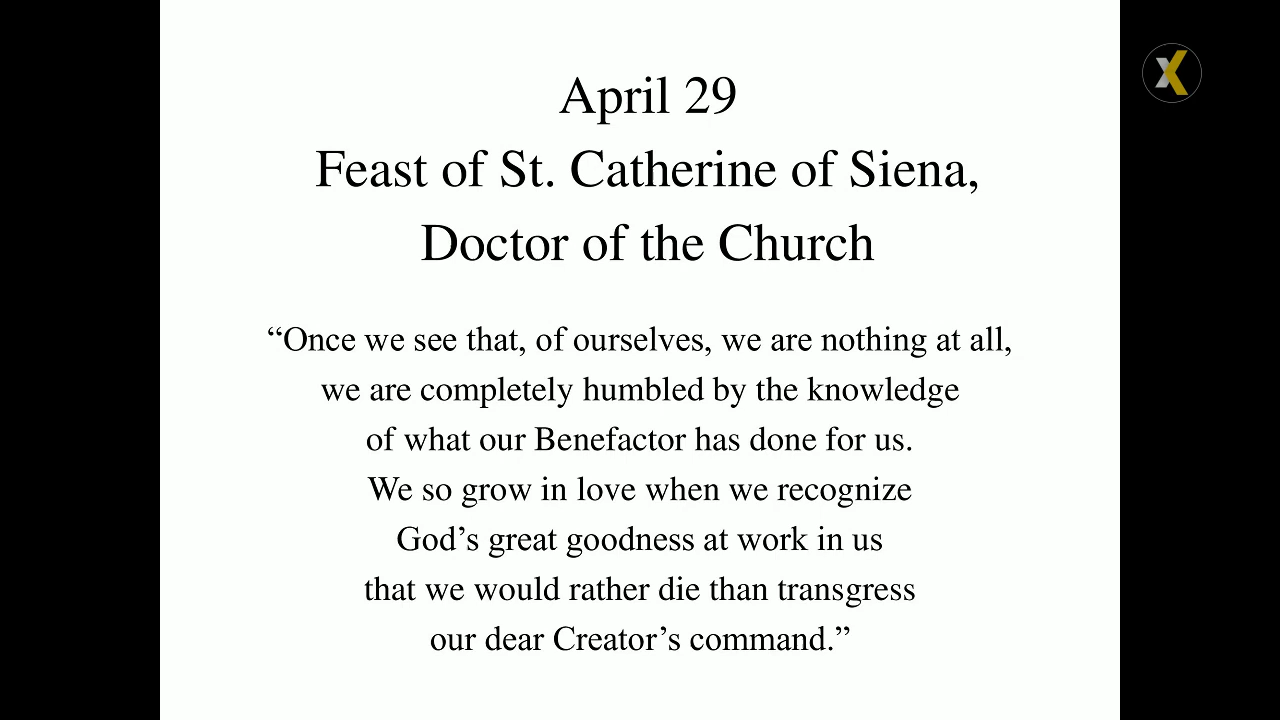 April 29
Feast of St. Catherine of Siena,
Doctor of the Church
“Once we see that, of ourselves, we are nothing at all,
we are completely humbled by the knowledge
of what our Benefactor has done for us.
We so grow in love when we recognize
God’s great goodness at work in us
that we would rather die than transgress
our dear Creator’s command.”